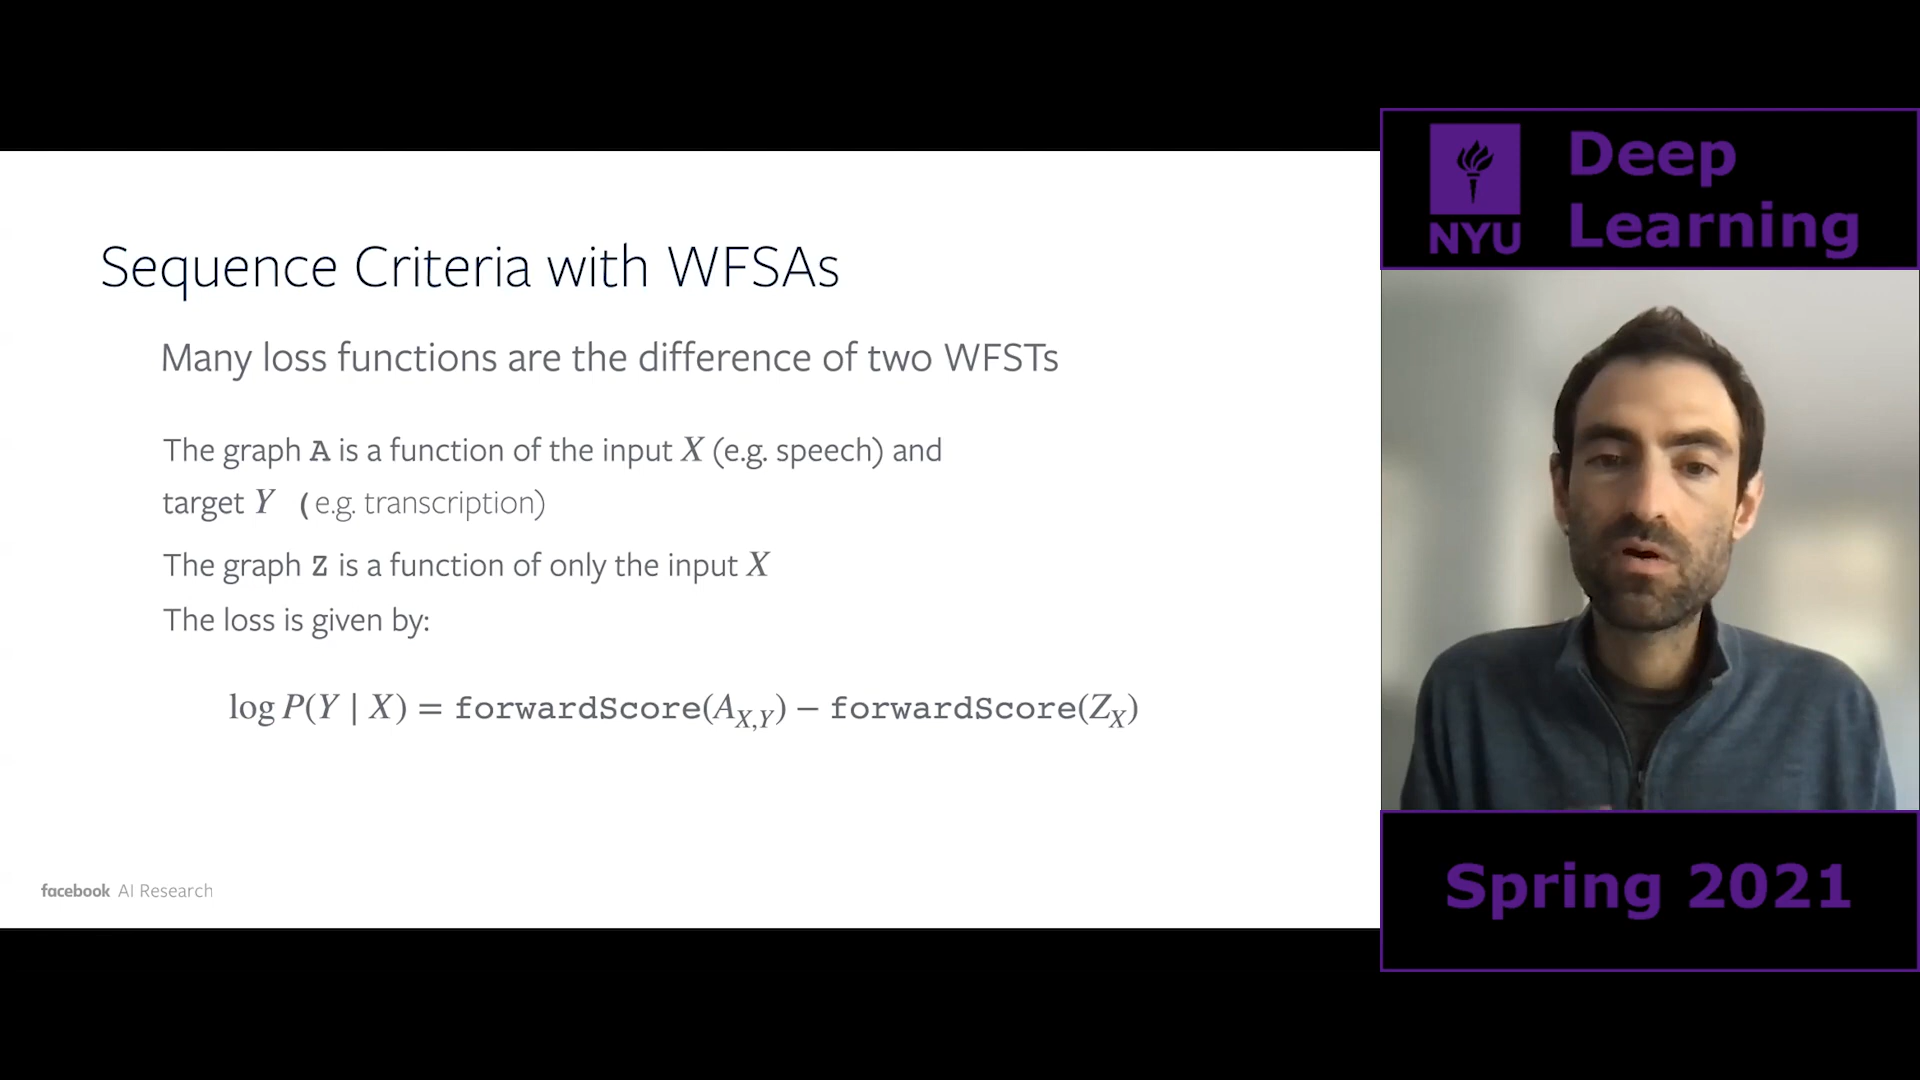 Sequence Criteria with WFSAs
Many loss functions are the difference of two WFSTs
The graph A is a function of the input X (e.g. speech) and
target Y (e.g. transcription)
The graph Z is a function of only the input X
The loss is given by:
log P(Y | X) = forwardScore(A_{X,Y}) − forwardScore(Z_X)
facebook AI Research
NYU
Deep
Learning
Spring 2021